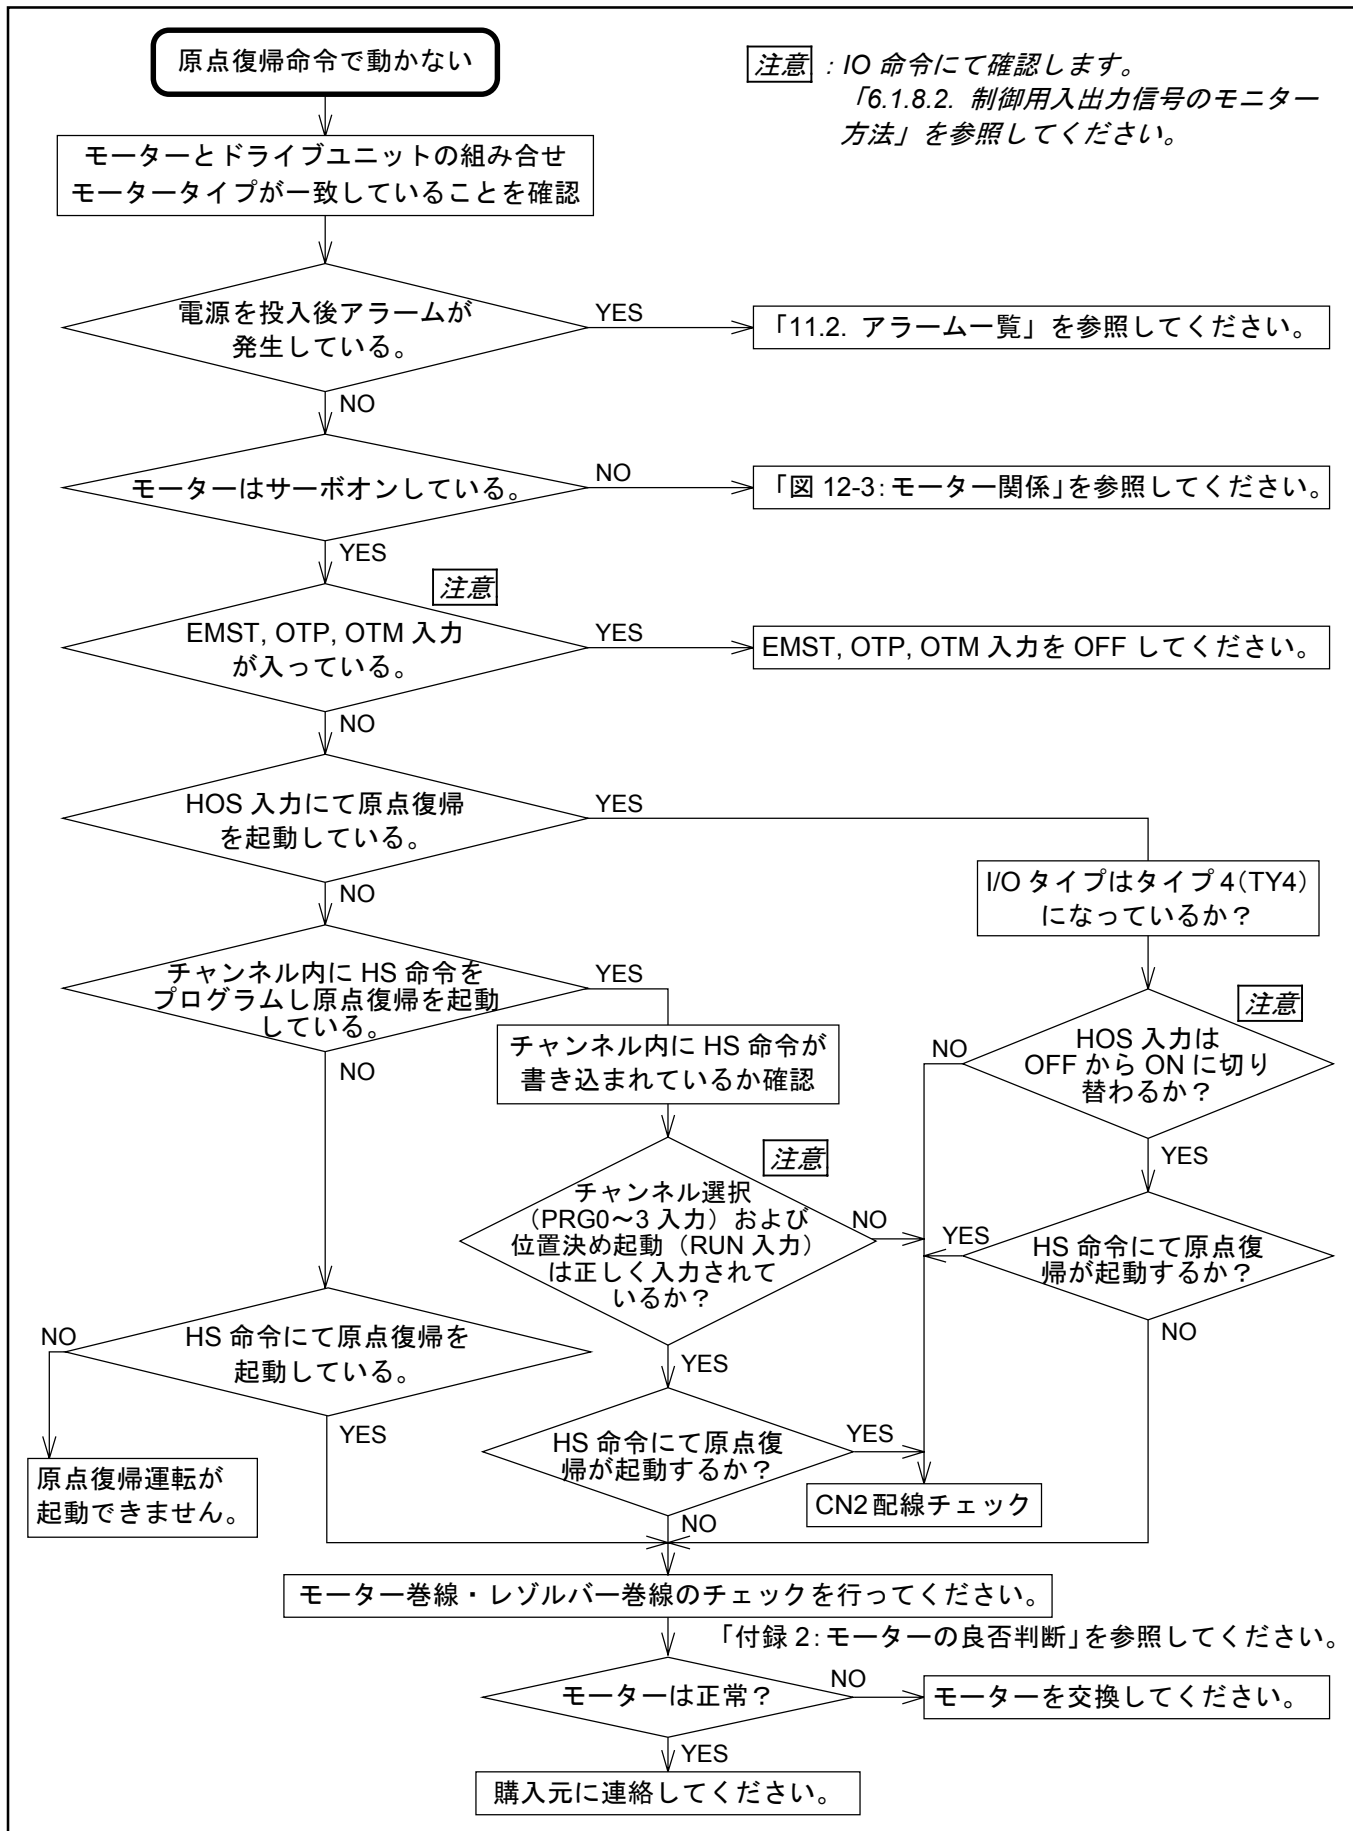 原点復帰命令で動かない
注意 : IO 命令にて確認します。
「6.1.8.2. 制御用入出力信号のモニター
方法」を参照してください。
モーターとドライブユニットの組み合せ
モータータイプが一致していることを確認
電源を投入後アラームが
発生している。
YES
「11.2. アラーム一覧」を参照してください。
NO
モーターはサーボオンしている。
NO
「図 12-3: モーター関係」を参照してください。
YES
注意
EMST, OTP, OTM 入力
が入っている。
YES
EMST, OTP, OTM 入力を OFF してください。
NO
HOS 入力にて原点復帰
を起動している。
YES
I/O タイプはタイプ 4(TY4)
になっているか？
NO
チャンネル内に HS 命令を
プログラムし原点復帰を起動
している。
YES
注意
HOS 入力は
OFF から ON に切り
替わるか？
NO
チャンネル内に HS 命令が
書き込まれているか確認
NO
YES
注意
チャンネル選択
（PRG0～3 入力）および
位置決め起動（RUN 入力）
は正しく入力されて
いるか？
NO
YES
HS 命令にて原点復
帰が起動するか？
NO
NO
HS 命令にて原点復帰を
起動している。
YES
YES
HS 命令にて原点復
帰が起動するか？
YES
原点復帰運転が
起動できません。
CN2 配線チェック
NO
モーター巻線・レゾルバー巻線のチェックを行ってください。
「付録 2: モーターの良否判断」を参照してください。
モーターは正常？
NO
モーターを交換してください。
YES
購入元に連絡してください。